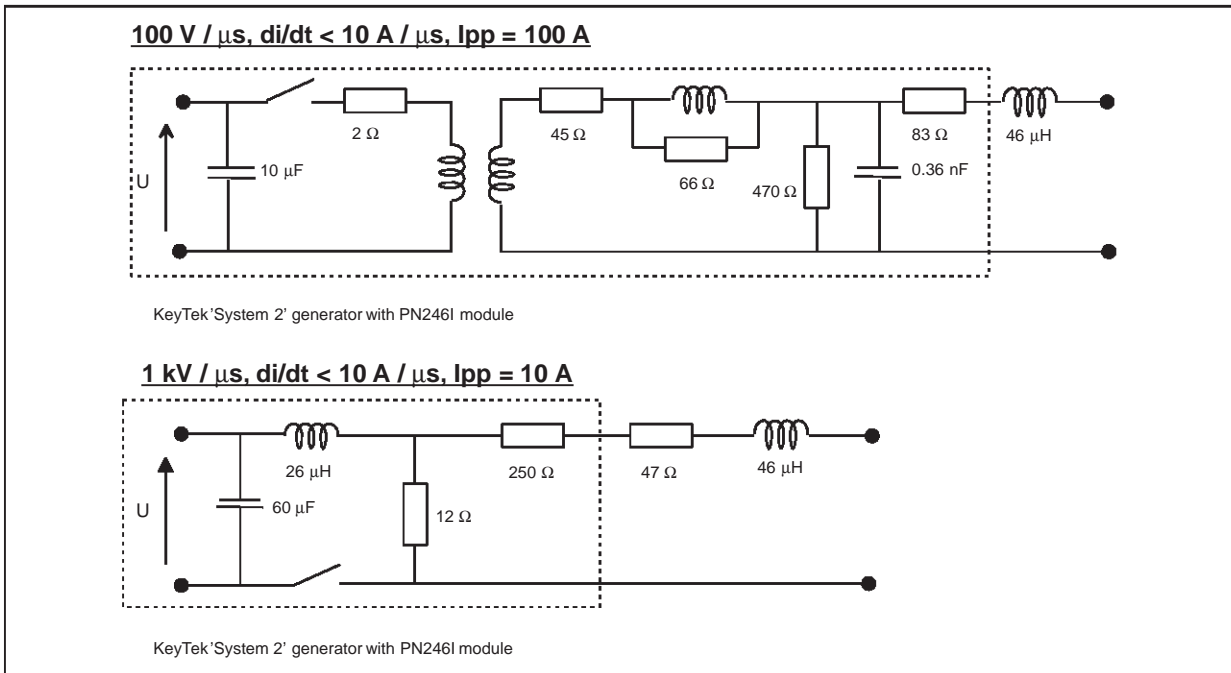 100 V / μs, di/dt < 10 A / μs, Ipp = 100 A
U
10 μF
2 Ω
45 Ω
66 Ω
470 Ω
0.36 nF
83 Ω
46 μH
KeyTek 'System 2' generator with PN246I module
1 kV / μs, di/dt < 10 A / μs, Ipp = 10 A
U
60 μF
26 μH
12 Ω
250 Ω
47 Ω
46 μH
KeyTek 'System 2' generator with PN246I module